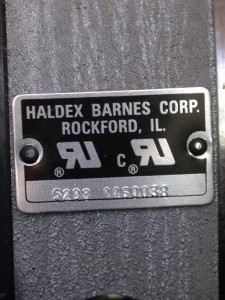 HALDEX BARNES CORP.
ROCKFORD, IL.
® C ®